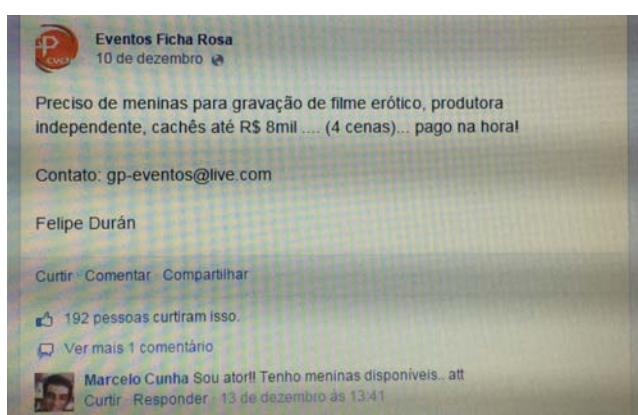 Eventos Ficha Rosa
10 de dezembro
Preciso de meninas para gravação de filme erótico, produtora
independente, cachês até R$ 8mil .... (4 cenas)... pago na hora!
Contato: gp-eventos@live.com
Felipe Durán
Curtir · Comentar · Compartilhar
192 pessoas curtiram isso.
Ver mais 1 comentário
Marcelo Cunha Sou ator!! Tenho meninas disponíveis.. att
Curtir · Responder · 13 de dezembro às 13:41